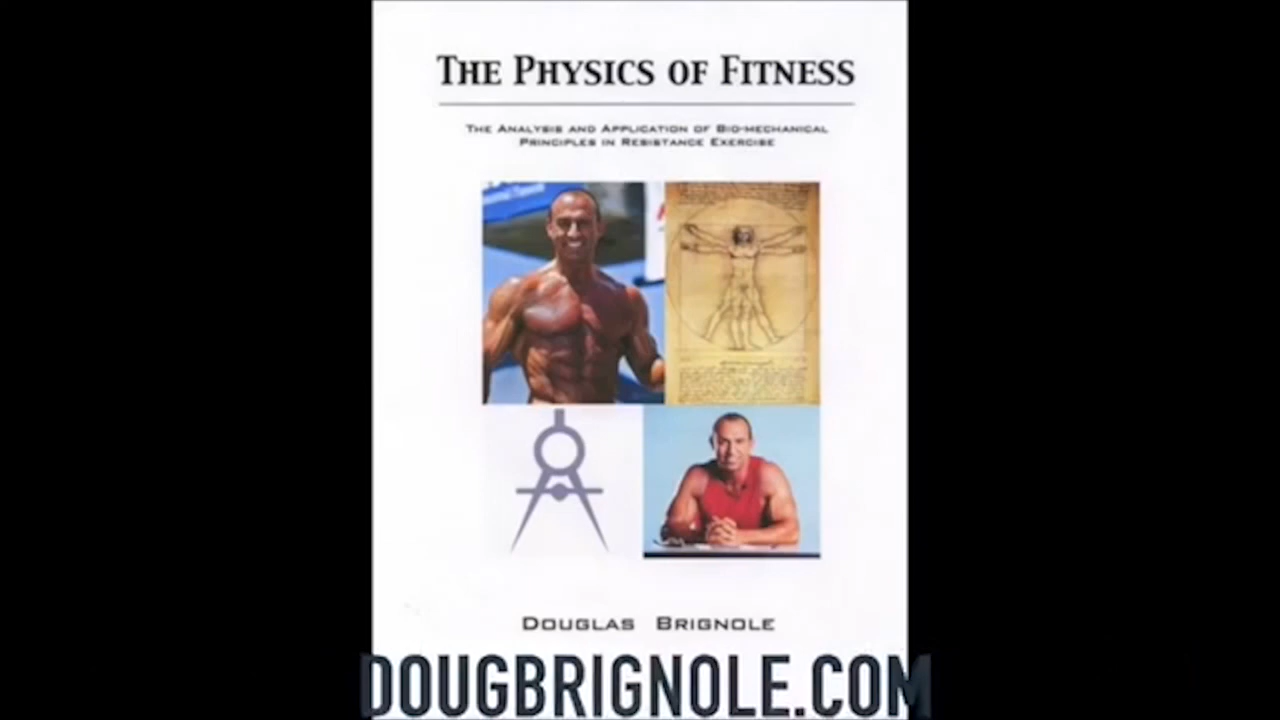 THE PHYSICS OF FITNESS
THE ANALYSIS AND APPLICATION OF BIO-MECHANICAL
PRINCIPLES IN RESISTANCE EXERCISE
DOUGLAS BRIGNOLE
DOUGBRIGNOLE.COM